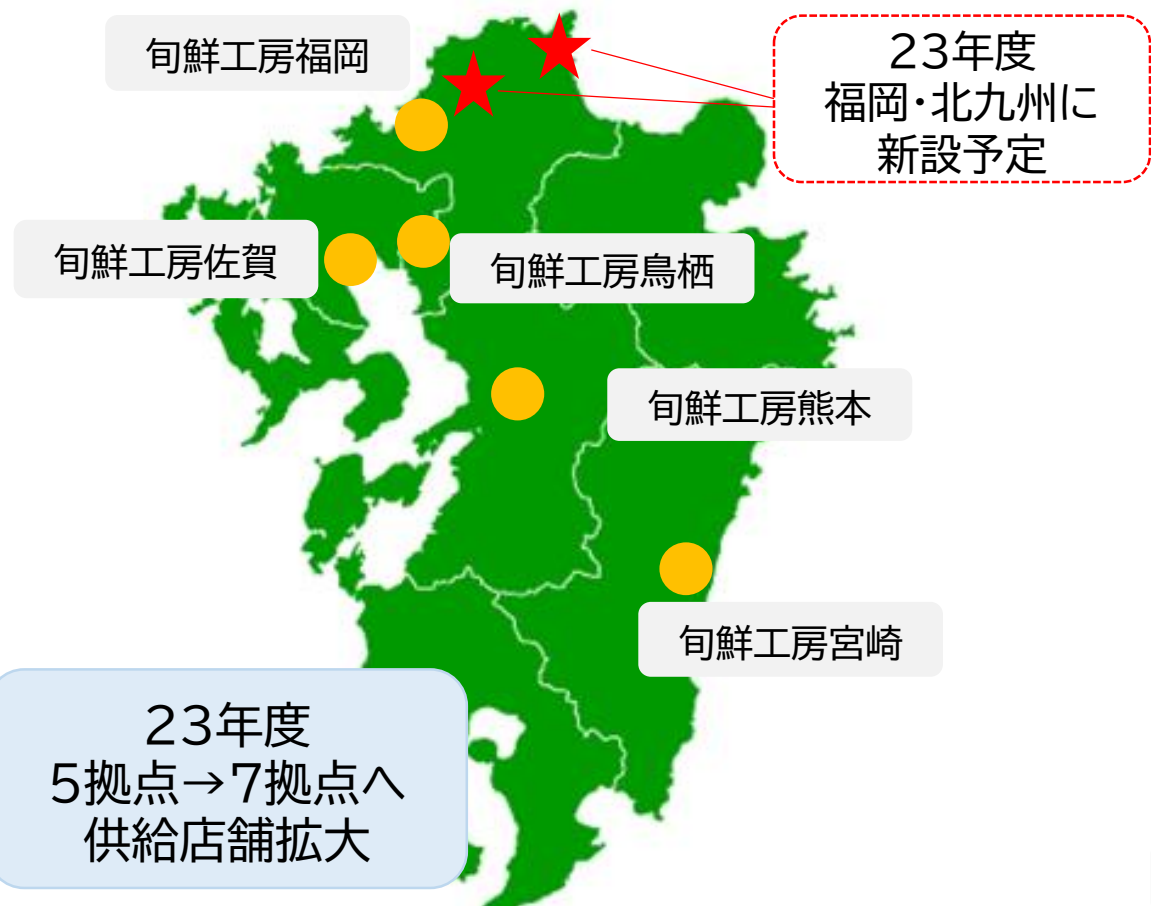 旬鮮工房福岡
23年度
福岡・北九州に
新設予定
旬鮮工房佐賀
旬鮮工房鳥栖
旬鮮工房熊本
旬鮮工房宮崎
23年度
5拠点→7拠点へ
供給店舗拡大